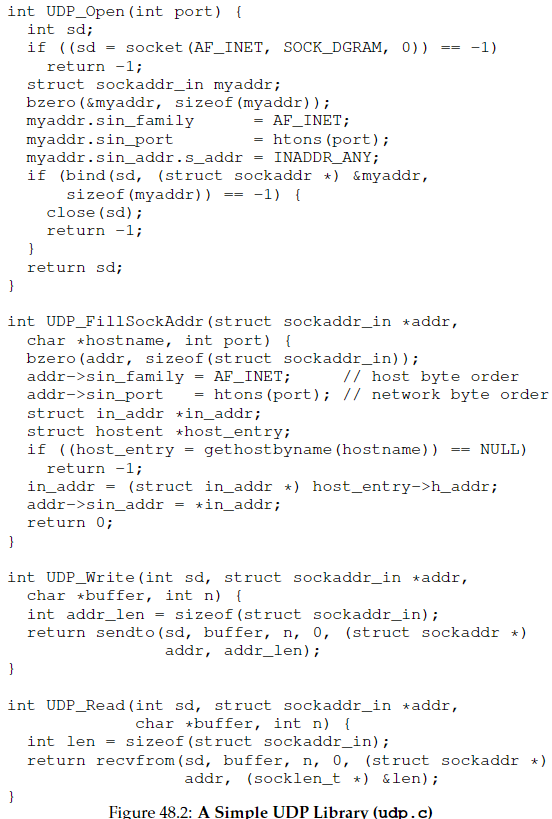 int UDP_Open(int port) {
  int sd;
  if ((sd = socket(AF_INET, SOCK_DGRAM, 0)) == -1)
    return -1;
  struct sockaddr_in myaddr;
  bzero(&myaddr, sizeof(myaddr));
  myaddr.sin_family      = AF_INET;
  myaddr.sin_port        = htons(port);
  myaddr.sin_addr.s_addr = INADDR_ANY;
  if (bind(sd, (struct sockaddr *) &myaddr,
      sizeof(myaddr)) == -1) {
    close(sd);
    return -1;
  }
  return sd;
}

int UDP_FillSockAddr(struct sockaddr_in *addr,
  char *hostname, int port) {
  bzero(addr, sizeof(struct sockaddr_in));
  addr->sin_family = AF_INET;     // host byte order
  addr->sin_port   = htons(port); // network byte order
  struct in_addr *in_addr;
  struct hostent *host_entry;
  if ((host_entry = gethostbyname(hostname)) == NULL)
    return -1;
  in_addr = (struct in_addr *) host_entry->h_addr;
  addr->sin_addr = *in_addr;
  return 0;
}

int UDP_Write(int sd, struct sockaddr_in *addr,
  char *buffer, int n) {
  int addr_len = sizeof(struct sockaddr_in);
  return sendto(sd, buffer, n, 0, (struct sockaddr *)
                addr, addr_len);
}

int UDP_Read(int sd, struct sockaddr_in *addr,
             char *buffer, int n) {
  int len = sizeof(struct sockaddr_in);
  return recvfrom(sd, buffer, n, 0, (struct sockaddr *)
                  addr, (socklen_t *) &len);
}
Figure 48.2: A Simple UDP Library (udp.c)